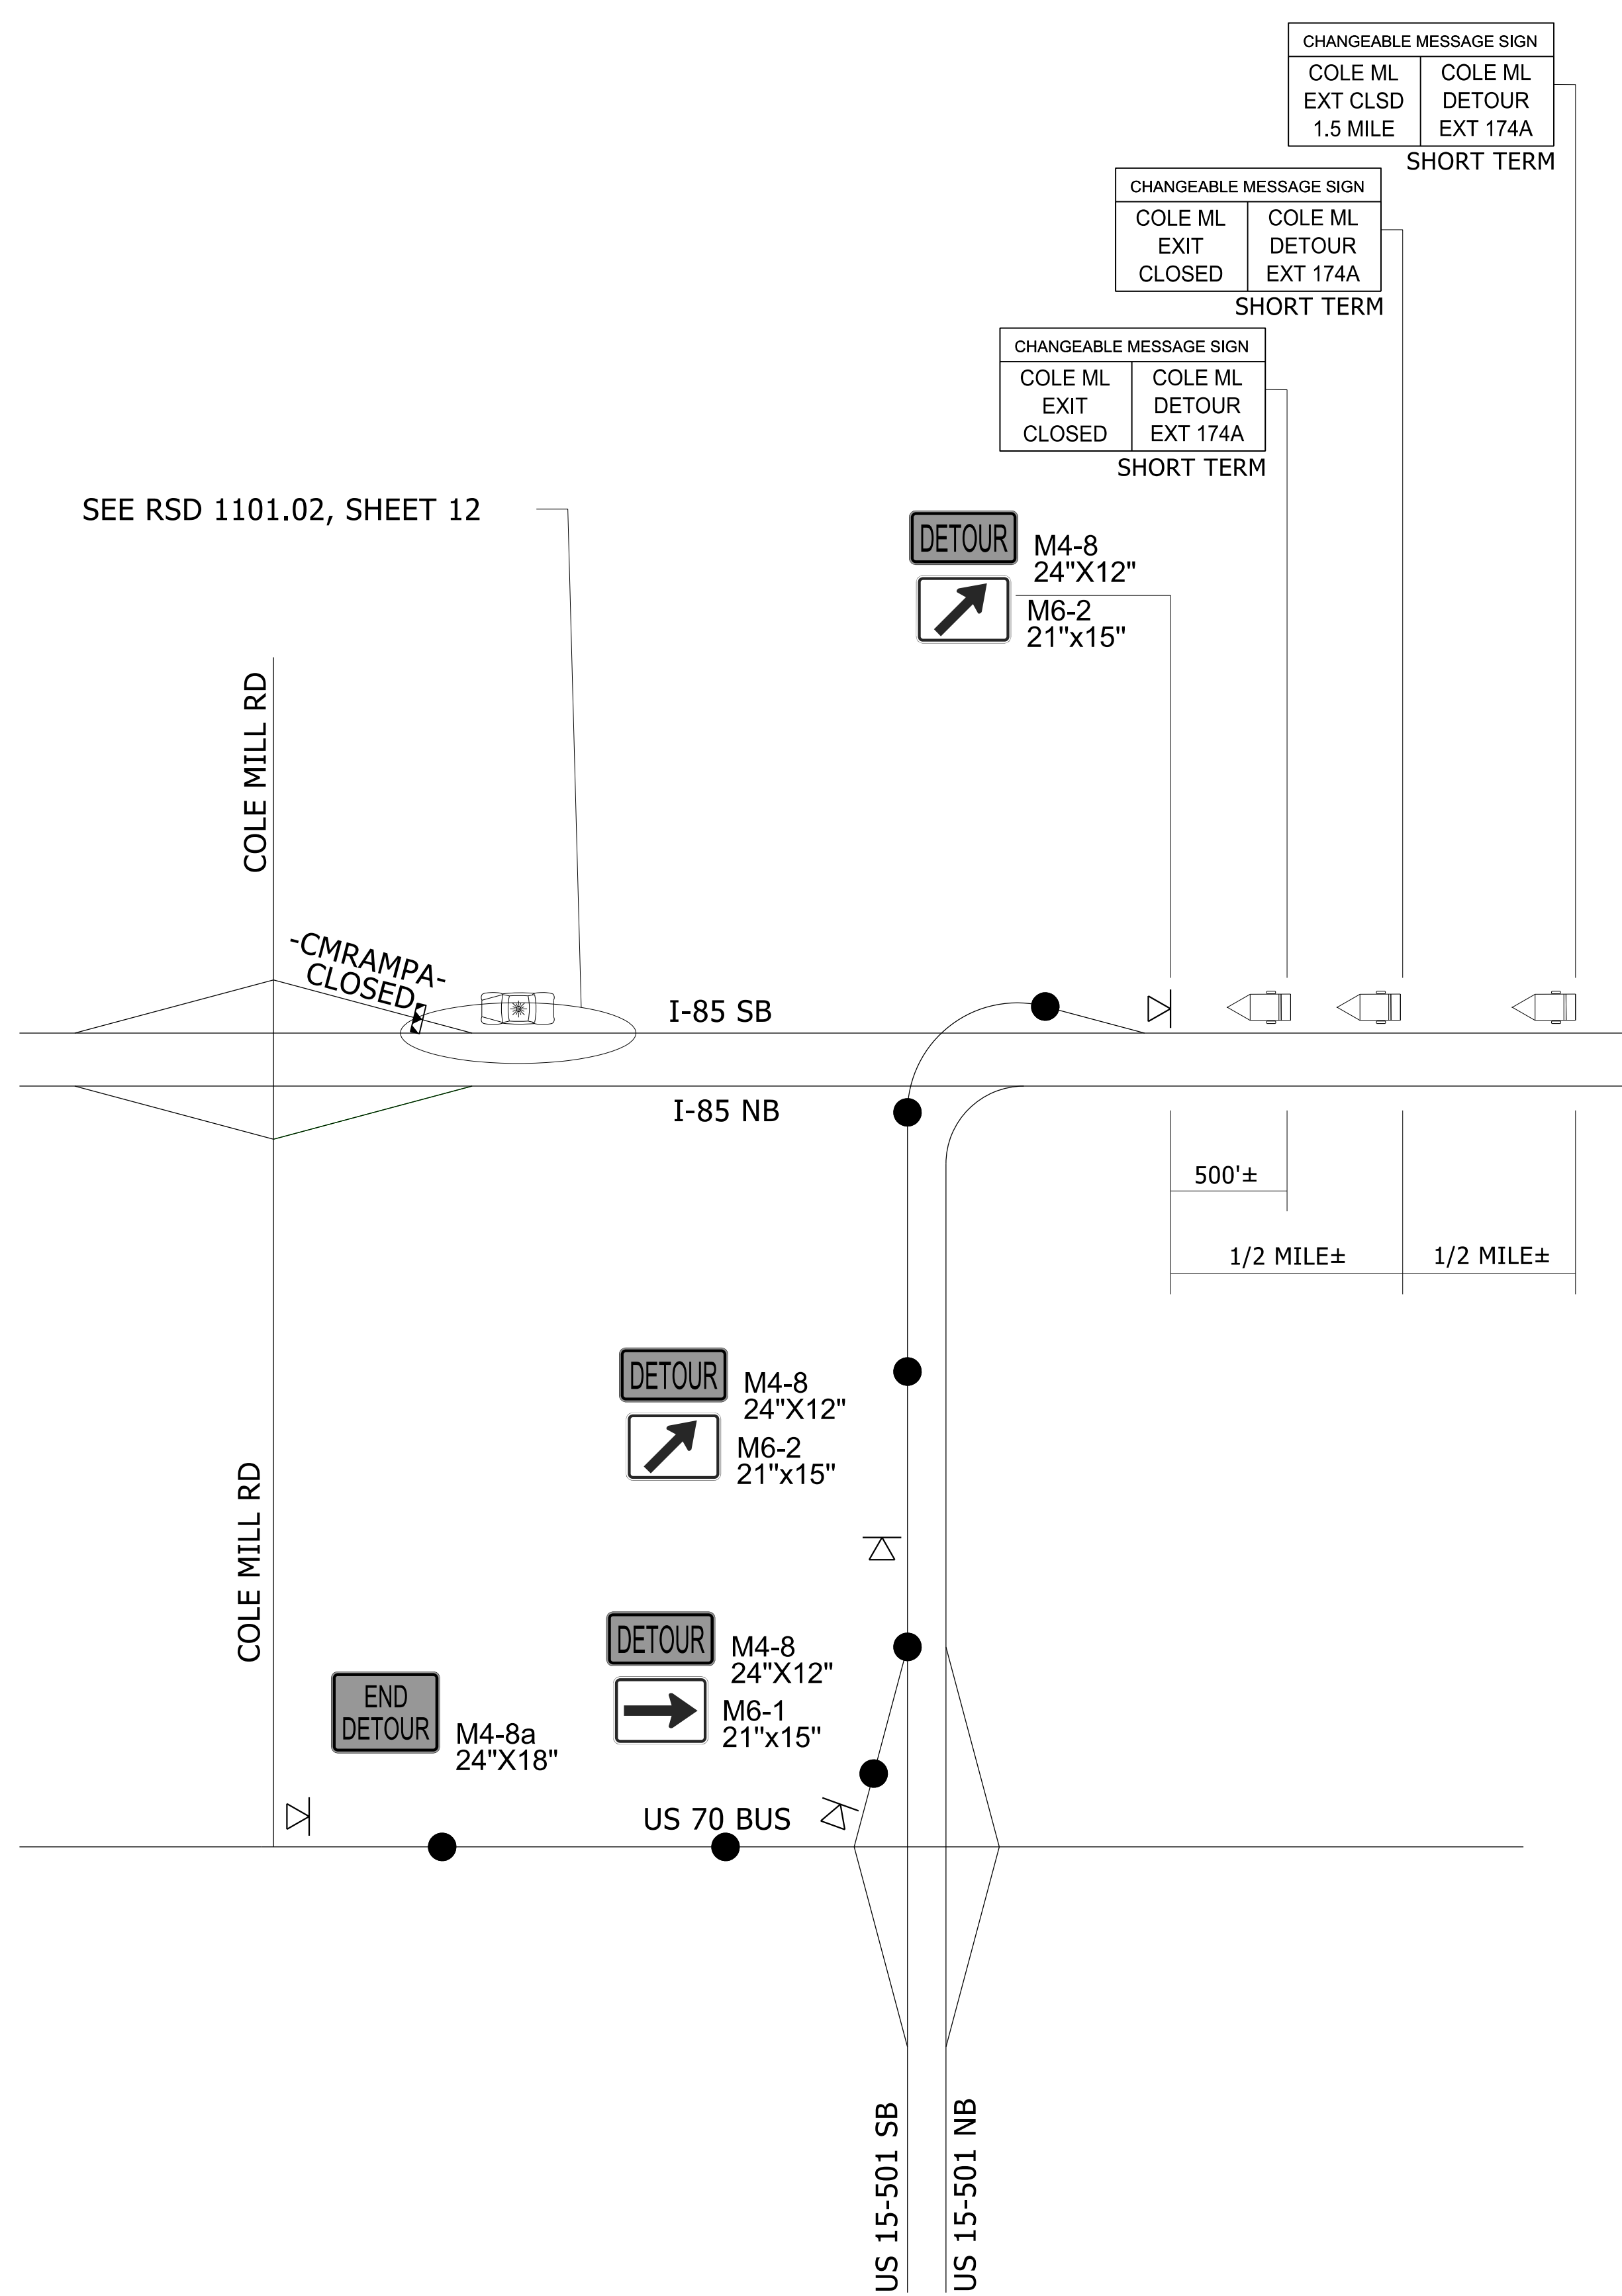 CHANGEABLE MESSAGE SIGN
COLE ML
EXT CLSD
1.5 MILE
COLE ML
DETOUR
EXT 174A
SHORT TERM
CHANGEABLE MESSAGE SIGN
COLE ML
EXIT
CLOSED
COLE ML
DETOUR
EXT 174A
SHORT TERM
CHANGEABLE MESSAGE SIGN
COLE ML
EXIT
CLOSED
COLE ML
DETOUR
EXT 174A
SHORT TERM
SEE RSD 1101.02, SHEET 12
DETOUR
M4-8
24"X12"
M6-2
21"x15"
COLE MILL RD
-CMRAMPA-
CLOSED
I-85 SB
I-85 NB
500'±
1/2 MILE±
1/2 MILE±
DETOUR
M4-8
24"X12"
M6-2
21"x15"
COLE MILL RD
DETOUR
M4-8
24"X12"
M6-1
21"x15"
END
DETOUR
M4-8a
24"X18"
US 70 BUS
US 15-501 SB
US 15-501 NB